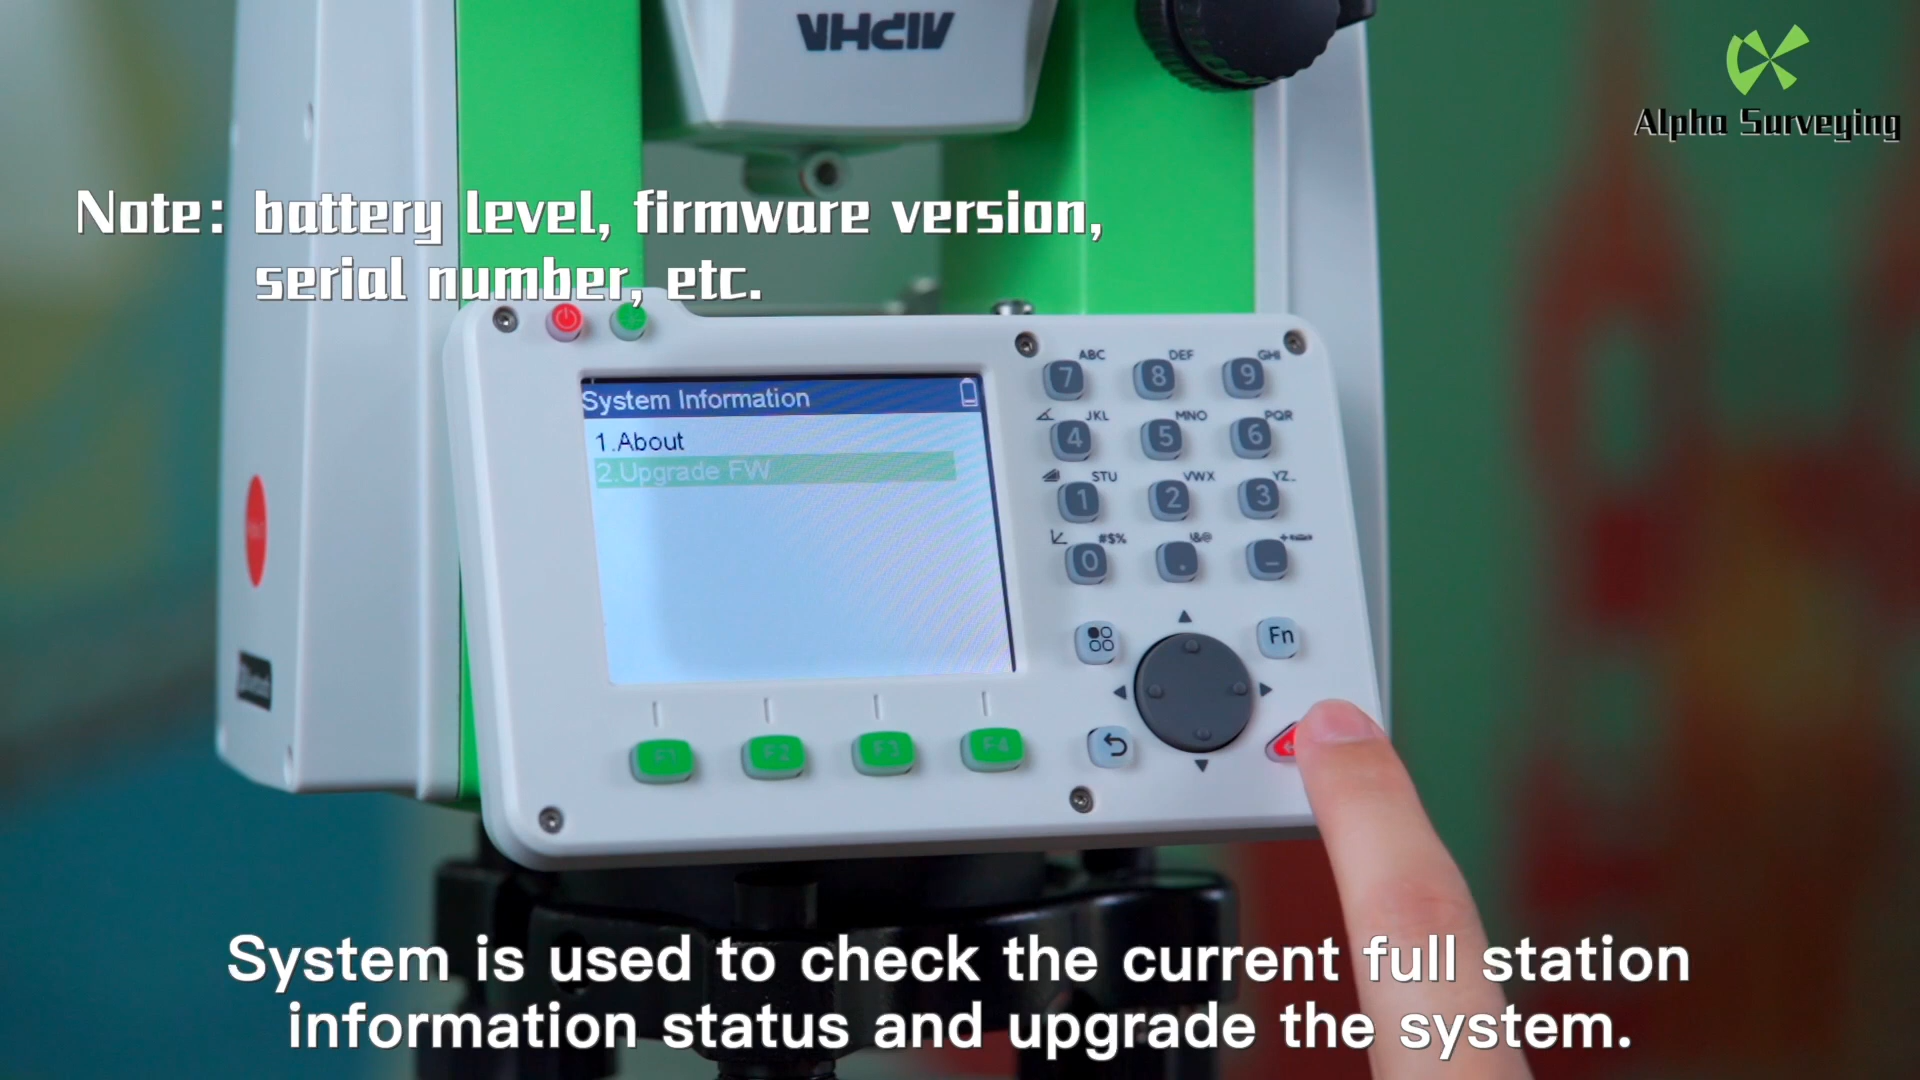 AlPHA
Alpha Surveying
Note: battery level, firmware version,
serial number, etc.
System Information
1.About
2.Upgrade FW
ABC DEF GHI
7 8 9
JKL MNO PQR
4 5 6
STU VWX YZ_
1 2 3
#$% \&@
0 . _
Fn
F1 F2 F3 F4
System is used to check the current full station
information status and upgrade the system.